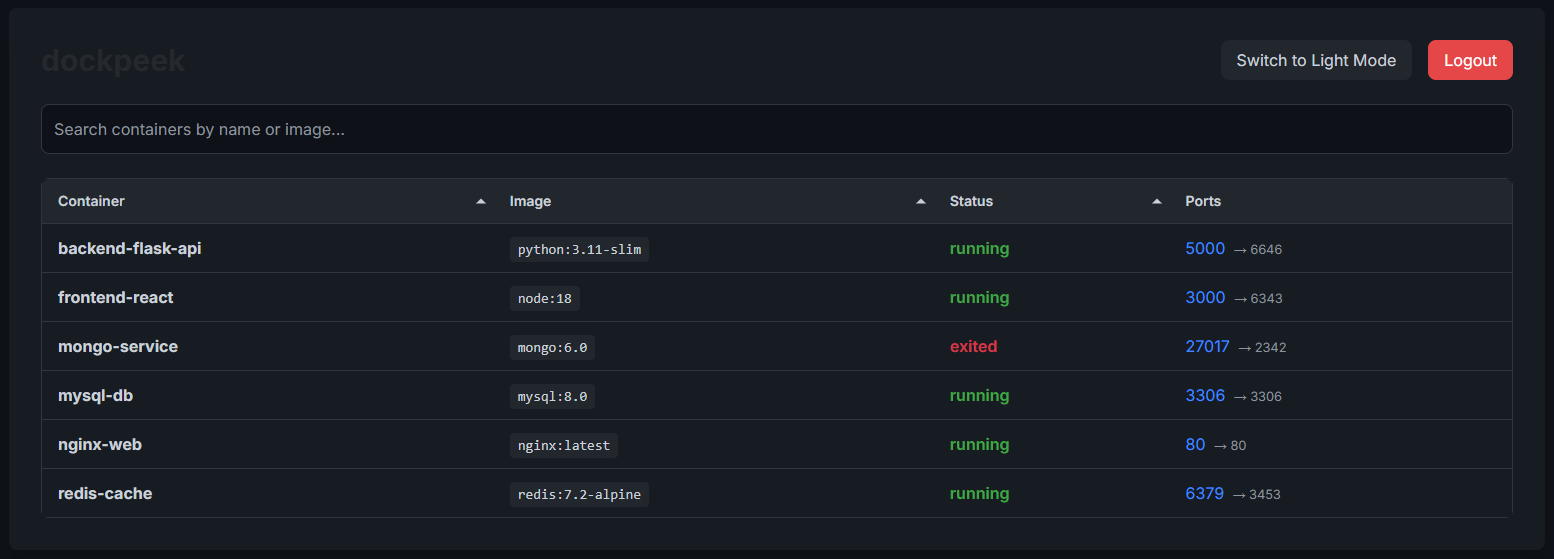 dockpeek Switch to Light Mode Logout
Search containers by name or image...
Container Image Status Ports
backend-flask-api python:3.11-slim running 5000 →6646
frontend-react node:18 running 3000 →6343
mongo-service mongo:6.0 exited 27017 →2342
mysql-db mysql:8.0 running 3306 →3306
nginx-web nginx:latest running 80 →80
redis-cache redis:7.2-alpine running 6379 →3453